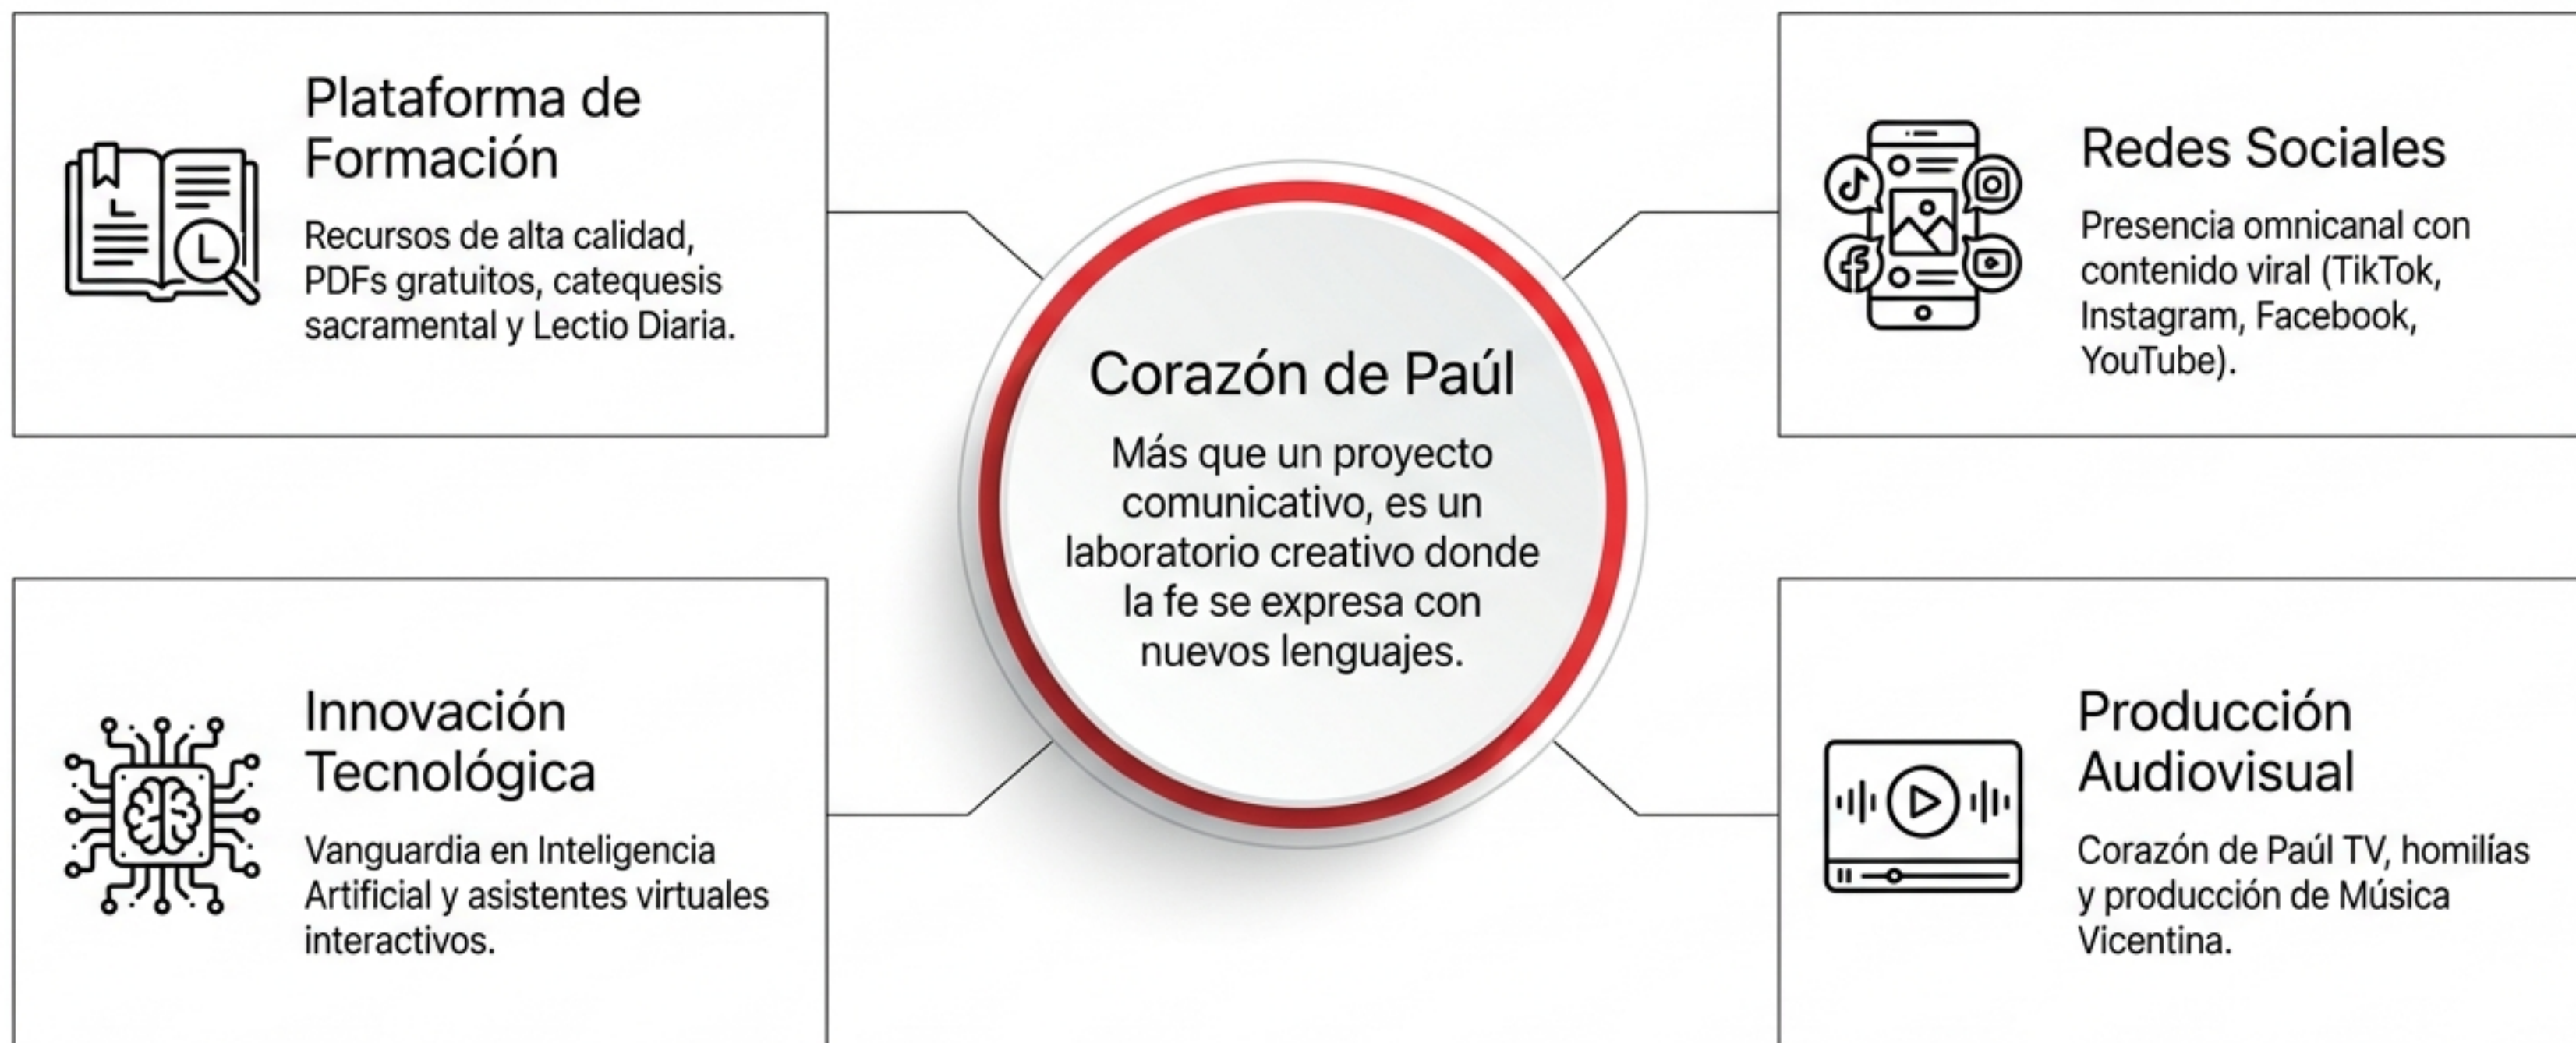 Plataforma de
Formación
Recursos de alta calidad,
PDFs gratuitos, catequesis
sacramental y Lectio Diaria.
Redes Sociales
Presencia omnicanal con
contenido viral (TikTok,
Instagram, Facebook,
YouTube).
Corazón de Paúl
Más que un proyecto
comunicativo, es un
laboratorio creativo donde
la fe se expresa con
nuevos lenguajes.
Innovación
Tecnológica
Vanguardia en Inteligencia
Artificial y asistentes virtuales
interactivos.
Producción
Audiovisual
Corazón de Paúl TV, homilías
y producción de Música
Vicentina.